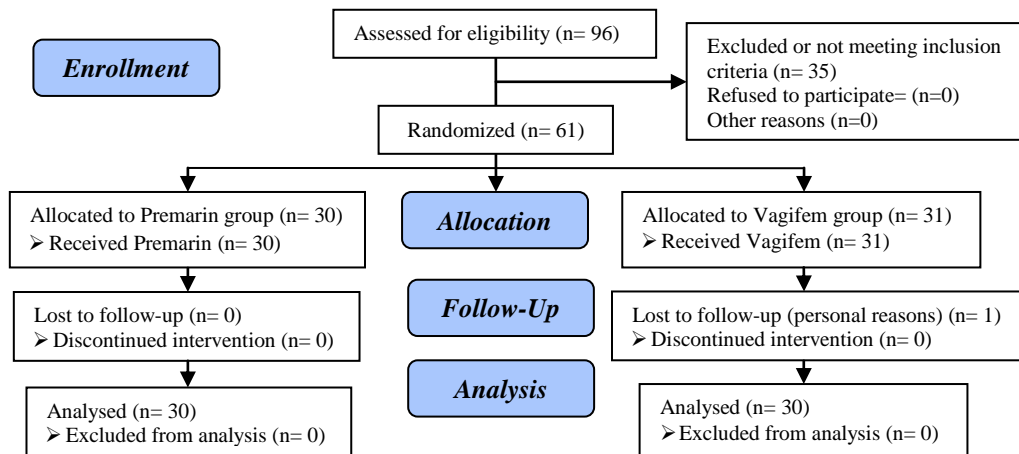 Assessed for eligibility (n= 96)
Enrollment
Excluded or not meeting inclusion
criteria (n= 35)
Refused to participate= (n=0)
Other reasons (n=0)
Randomized (n= 61)
Allocated to Premarin group (n= 30)
➢ Received Premarin (n= 30)
Allocation
Allocated to Vagifem group (n= 31)
➢ Received Vagifem (n= 31)
Lost to follow-up (n= 0)
➢ Discontinued intervention (n= 0)
Follow-Up
Lost to follow-up (personal reasons) (n= 1)
➢ Discontinued intervention (n= 0)
Analysis
Analysed (n= 30)
➢ Excluded from analysis (n= 0)
Analysed (n= 30)
➢ Excluded from analysis (n= 0)